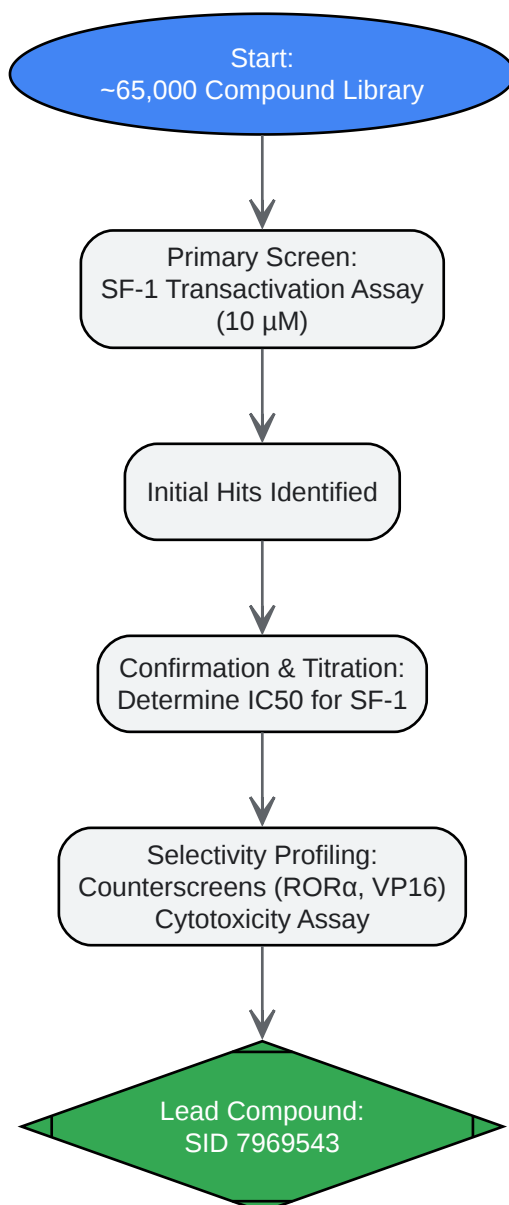 Start:
~65,000 Compound Library
Primary Screen:
SF-1 Transactivation Assay
(10 µM)
Initial Hits Identified
Confirmation & Titration:
Determine IC50 for SF-1
Selectivity Profiling:
Counterscreens (RORα, VP16)
Cytotoxicity Assay
Lead Compound:
SID 7969543